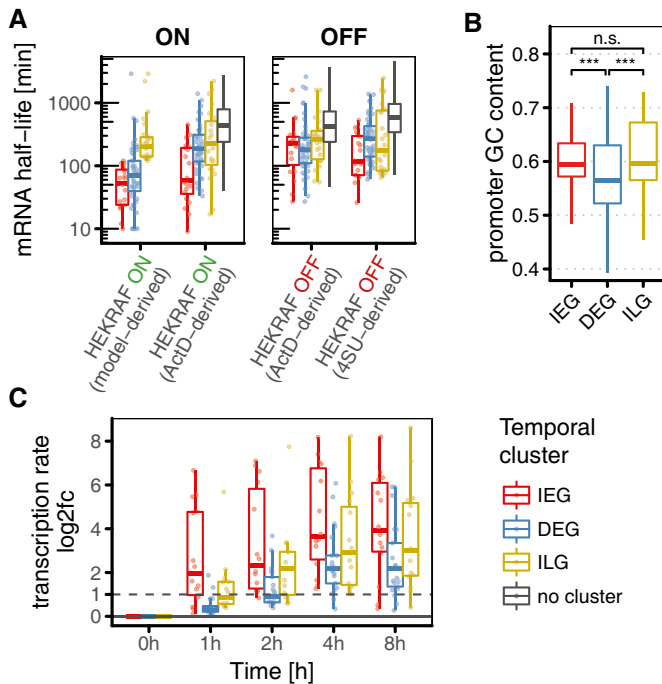 A
ON
OFF
mRNA half−life [min]
1000
100
10
HEKRAF ON
(model−derived)
HEKRAF ON
(ActD−derived)
HEKRAF OFF
(ActD−derived)
HEKRAF OFF
(4SU−derived)
B
promoter GC content
n.s.
***
***
0.8
0.7
0.6
0.5
0.4
IEG
DEG
ILG
C
transcription rate
log2fc
8
6
4
2
1
0
0h
1h
2h
4h
8h
Time [h]
Temporal
cluster
IEG
DEG
ILG
no cluster